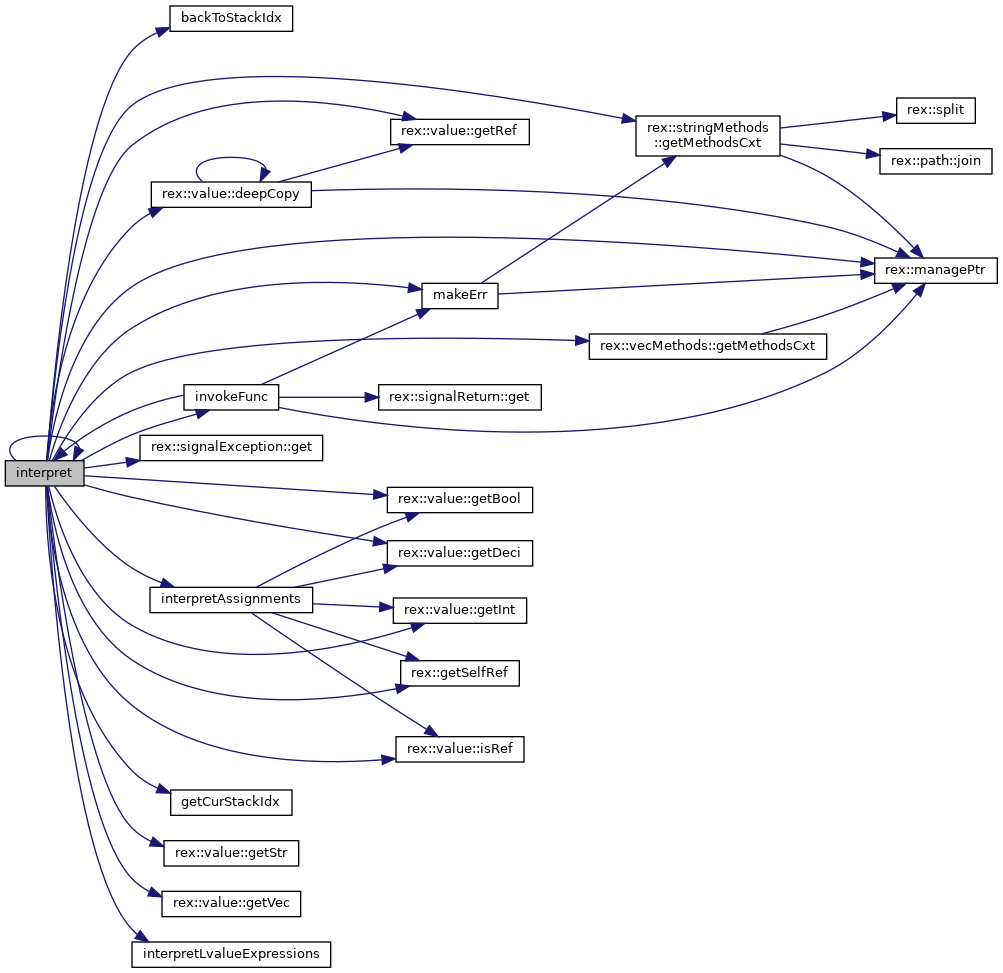 backToStackIdx
rex::split
rex::stringMethods
::getMethodsCxt
rex::value::getRef
rex::path::join
rex::value::deepCopy
rex::managePtr
makeErr
rex::vecMethods::getMethodsCxt
invokeFunc
rex::signalReturn::get
rex::signalException::get
interpret
rex::value::getBool
rex::value::getDeci
interpretAssignments
rex::value::getInt
rex::getSelfRef
rex::value::isRef
getCurStackIdx
rex::value::getStr
rex::value::getVec
interpretLvalueExpressions